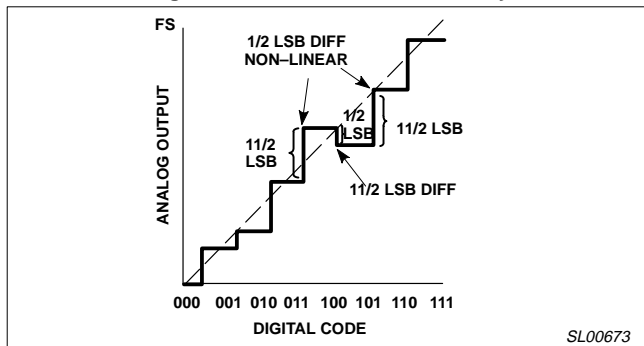 FS
1/2 LSB DIFF
NON–LINEAR
ANALOG OUTPUT
1/2
LSB
11/2 LSB
11/2
LSB
11/2 LSB DIFF
000 001 010 011 100 101 110 111
DIGITAL CODE
SL00673